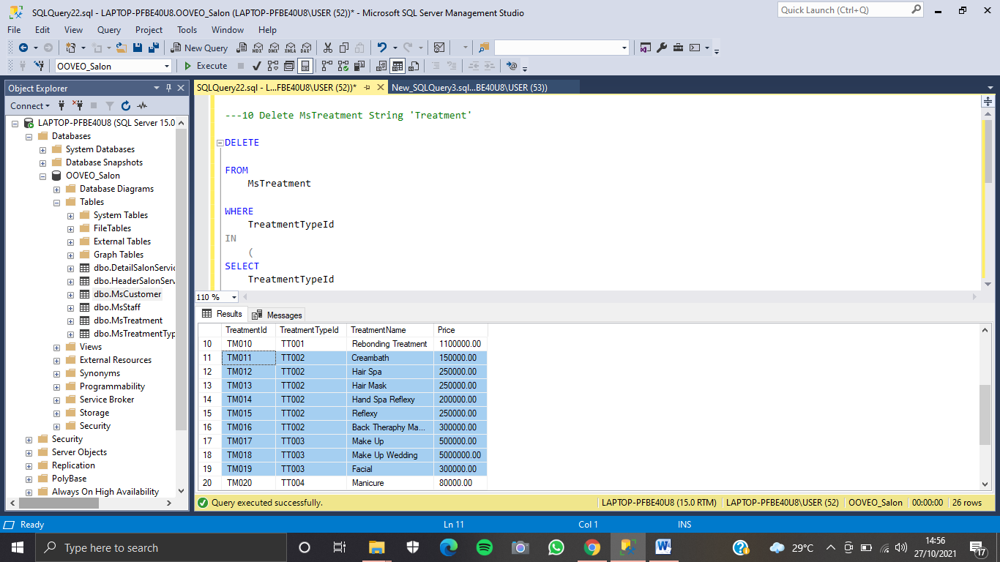 SQLQuery22.sql - LAPTOP-PFBE40U8.OOVEO_Salon (LAPTOP-PFBE40U8\USER (52))* - Microsoft SQL Server Management Studio
Quick Launch (Ctrl+Q)
File Edit View Query Project Tools Window Help
New Query MDX DMX XMLA DAX
OOVEO_Salon Execute
Object Explorer
Connect
LAPTOP-PFBE40U8 (SQL Server 15.0
Databases
System Databases
Database Snapshots
OOVEO_Salon
Database Diagrams
Tables
System Tables
FileTables
External Tables
Graph Tables
dbo.DetailSalonServic
dbo.HeaderSalonServ
dbo.MsCustomer
dbo.MsStaff
dbo.MsTreatment
dbo.MsTreatmentTyp
Views
External Resources
Synonyms
Programmability
Service Broker
Storage
Security
Security
Server Objects
Replication
PolyBase
Always On High Availability
SQLQuery22.sql - L...FBE40U8\USER (52))* New_SQLQuery3.sql...BE40U8\USER (53))
---10 Delete MsTreatment String 'Treatment'
DELETE
FROM
MsTreatment
WHERE
TreatmentTypeId
IN
(
SELECT
TreatmentTypeId
110 %
Results Messages
TreatmentId TreatmentTypeId TreatmentName Price
10 TM010 TT001 Rebonding Treatment 1100000.00
11 TM011 TT002 Creambath 150000.00
12 TM012 TT002 Hair Spa 250000.00
13 TM013 TT002 Hair Mask 250000.00
14 TM014 TT002 Hand Spa Reflexy 200000.00
15 TM015 TT002 Reflexy 250000.00
16 TM016 TT002 Back Theraphy Ma... 300000.00
17 TM017 TT003 Make Up 500000.00
18 TM018 TT003 Make Up Wedding 5000000.00
19 TM019 TT003 Facial 300000.00
20 TM020 TT004 Manicure 80000.00
Query executed successfully. LAPTOP-PFBE40U8 (15.0 RTM) LAPTOP-PFBE40U8\USER (52) OOVEO_Salon 00:00:00 26 rows
Ready Ln 11 Col 1 INS
Type here to search
29°C
14:56
27/10/2021
17